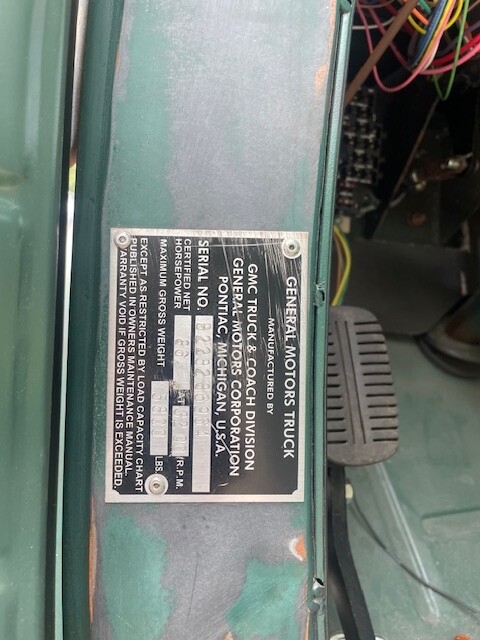 GENERAL MOTORS TRUCK
MANUFACTURED BY
GMC TRUCK & COACH DIVISION
GENERAL MOTORS CORPORATION
PONTIAC, MICHIGAN, U.S.A.
SERIAL NO.
CERTIFIED NET
HORSEPOWER AT R.P.M.
MAXIMUM GROSS WEIGHT LBS.
EXCEPT AS RESTRICTED BY LOAD CAPACITY CHART
PUBLISHED IN OWNERS MAINTENANCE MANUAL.
WARRANTY VOID IF GROSS WEIGHT IS EXCEEDED.